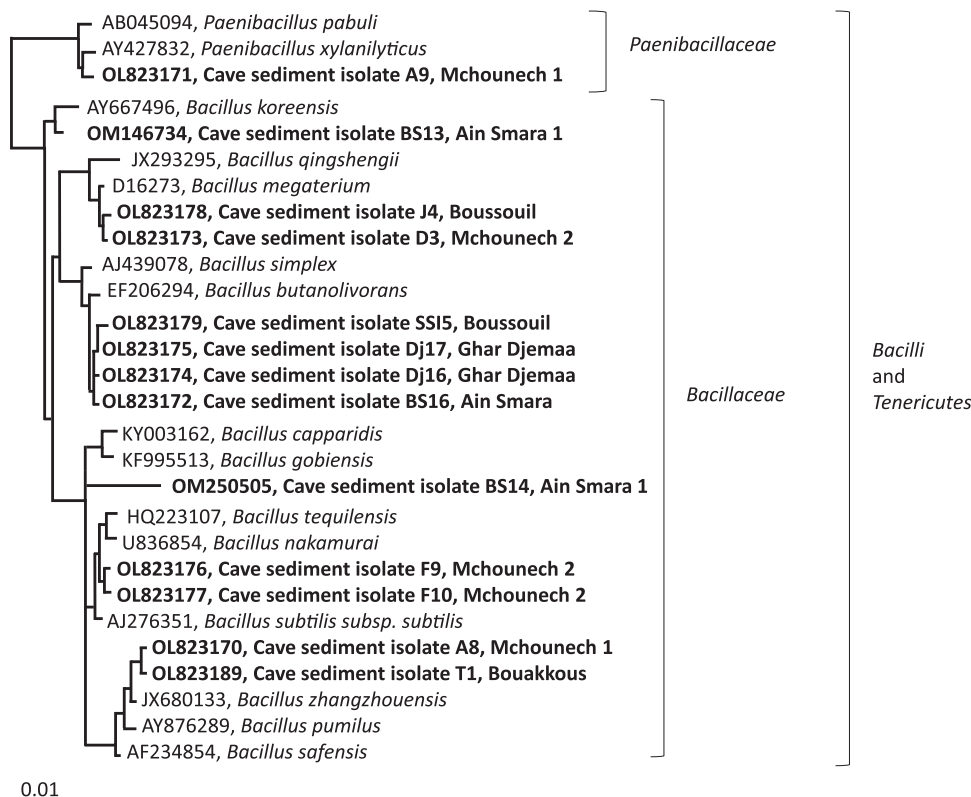 AB045094, Paenibacillus pabuli
AY427832, Paenibacillus xylanilyticus
OL823171, Cave sediment isolate A9, Mchounech 1
Paenibacillaceae
AY667496, Bacillus koreensis
OM146734, Cave sediment isolate BS13, Ain Smara 1
JX293295, Bacillus qingshengii
D16273, Bacillus megaterium
OL823178, Cave sediment isolate J4, Boussouil
OL823173, Cave sediment isolate D3, Mchounech 2
AJ439078, Bacillus simplex
EF206294, Bacillus butanolivorans
OL823179, Cave sediment isolate SSI5, Boussouil
OL823175, Cave sediment isolate Dj17, Ghar Djemaa
OL823174, Cave sediment isolate Dj16, Ghar Djemaa
OL823172, Cave sediment isolate BS16, Ain Smara
KY003162, Bacillus capparidis
KF995513, Bacillus gobiensis
OM250505, Cave sediment isolate BS14, Ain Smara 1
HQ223107, Bacillus tequilensis
U836854, Bacillus nakamurai
OL823176, Cave sediment isolate F9, Mchounech 2
OL823177, Cave sediment isolate F10, Mchounech 2
AJ276351, Bacillus subtilis subsp. subtilis
OL823170, Cave sediment isolate A8, Mchounech 1
OL823189, Cave sediment isolate T1, Bouakkous
JX680133, Bacillus zhangzhouensis
AY876289, Bacillus pumilus
AF234854, Bacillus safensis
Bacillaceae
Bacilli
and
Tenericutes
0.01